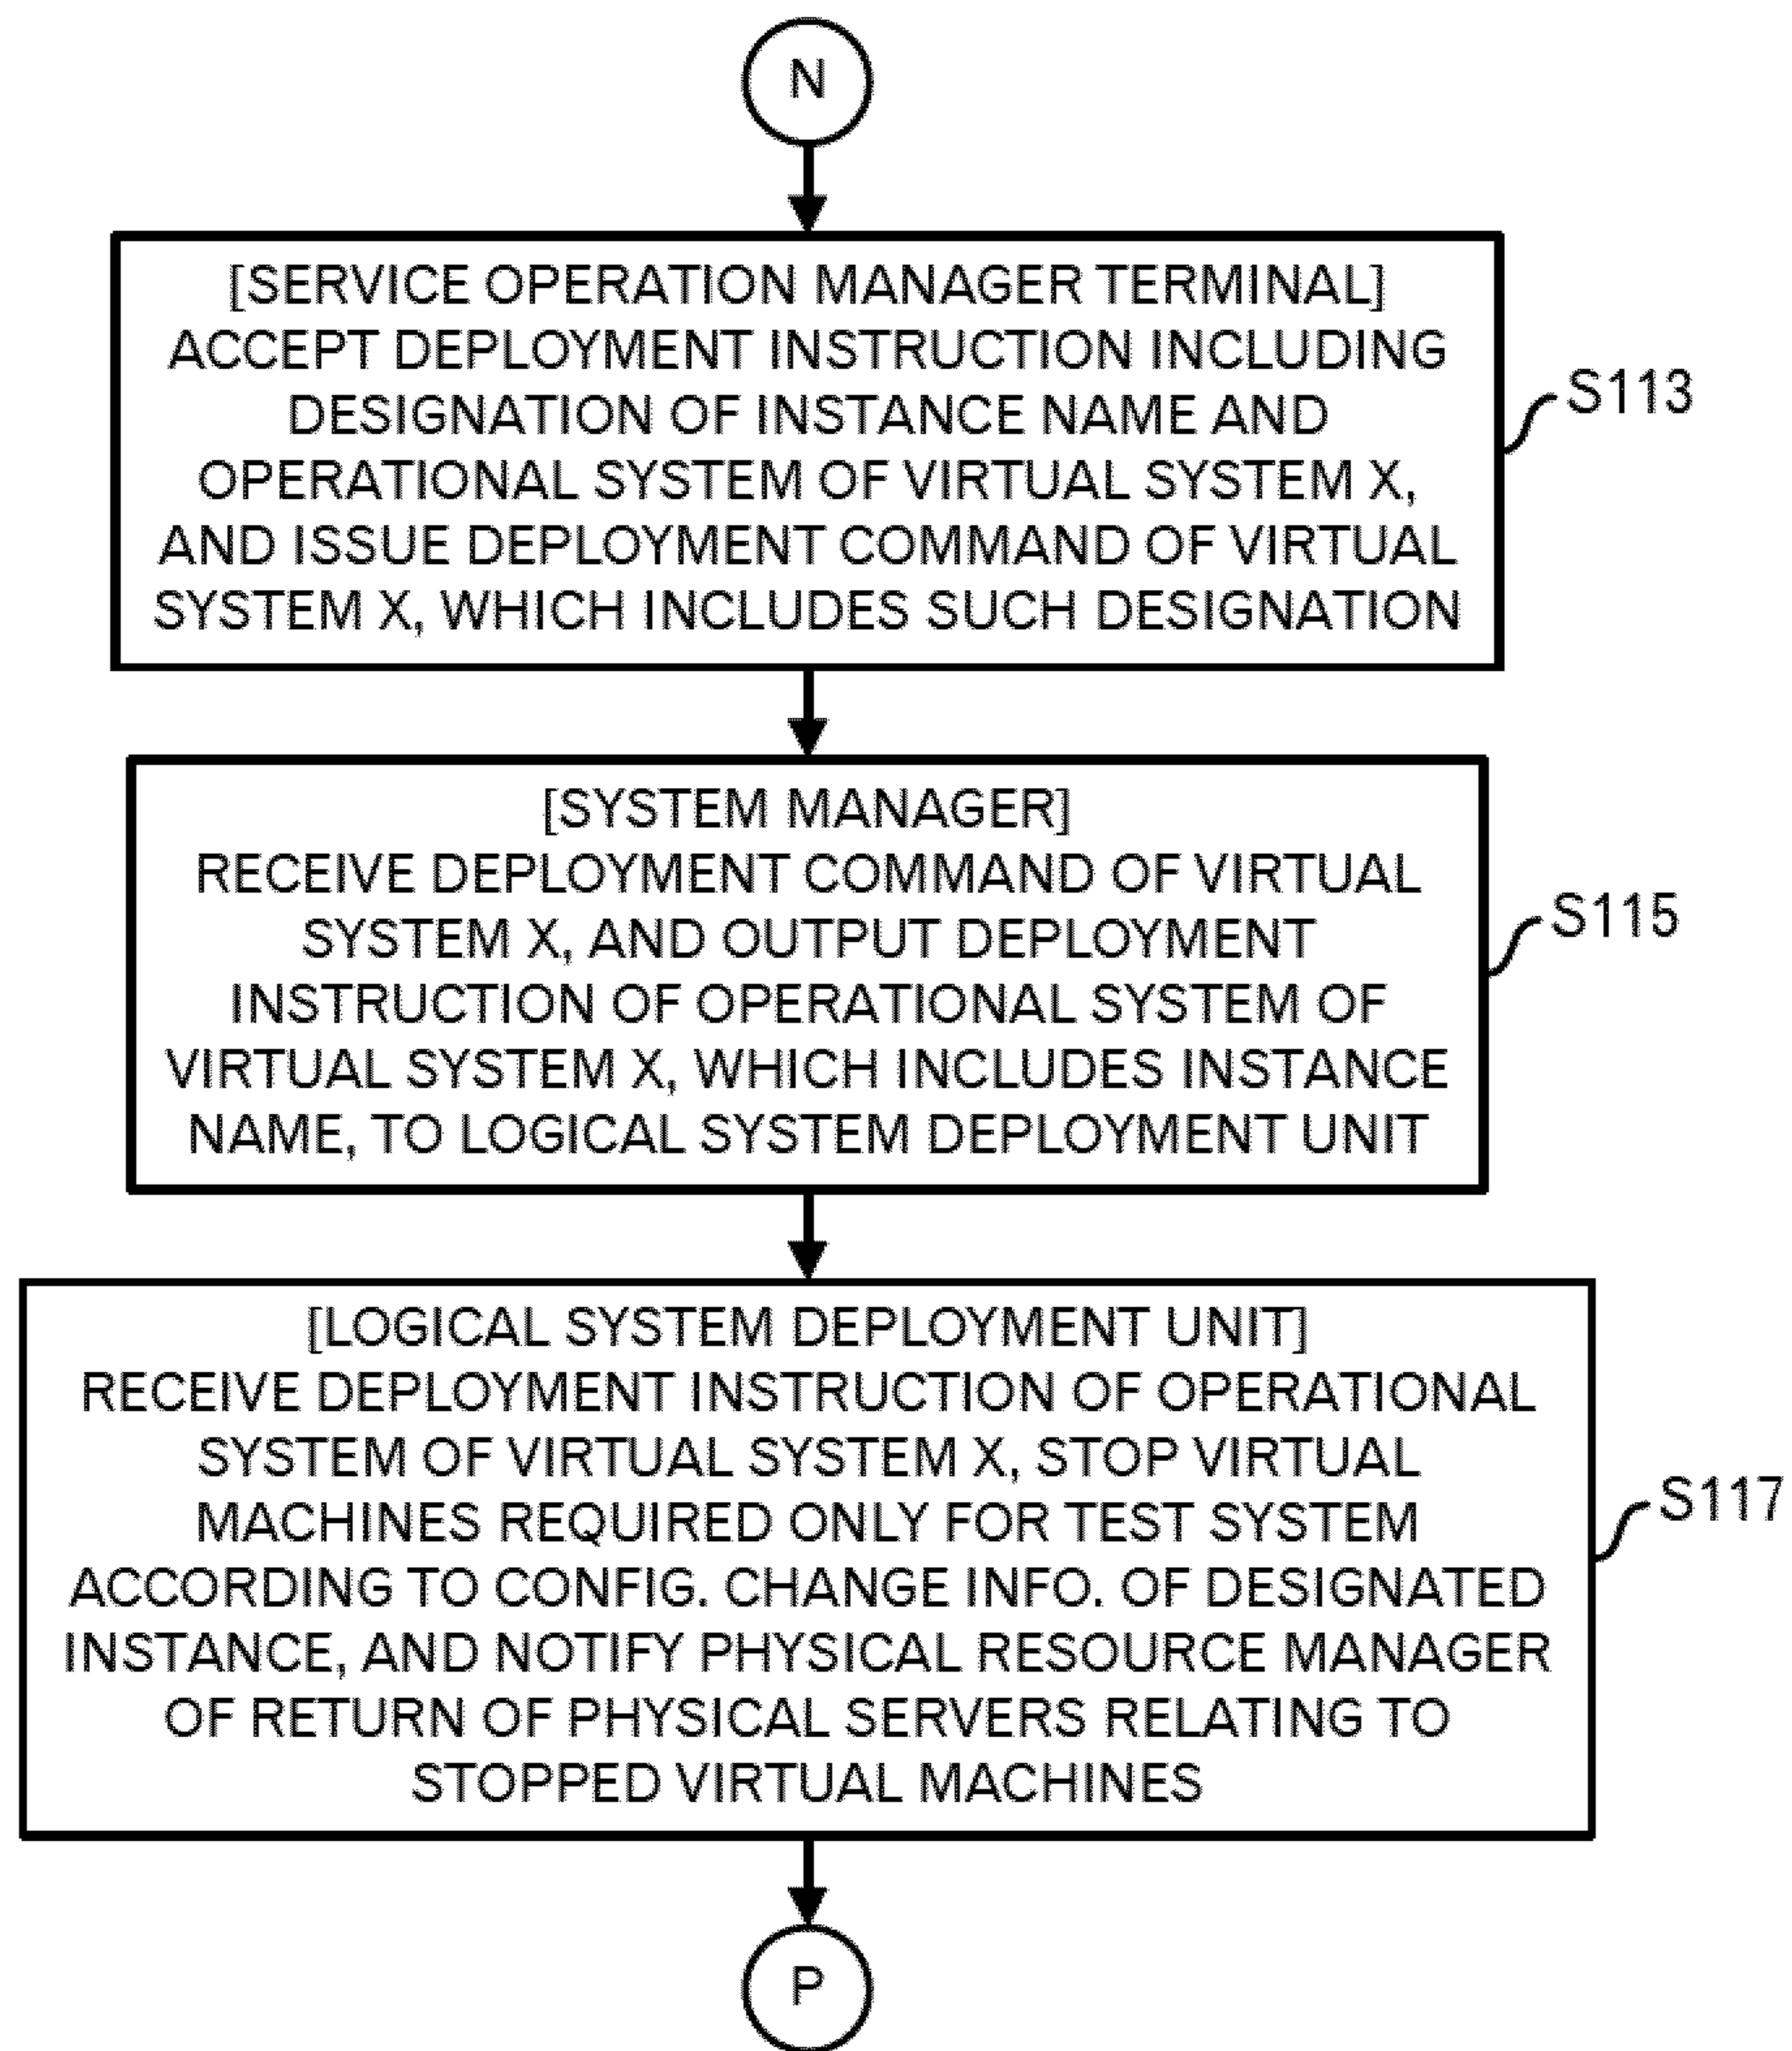 N
[SERVICE OPERATION MANAGER TERMINAL]
ACCEPT DEPLOYMENT INSTRUCTION INCLUDING
DESIGNATION OF INSTANCE NAME AND
OPERATIONAL SYSTEM OF VIRTUAL SYSTEM X,
AND ISSUE DEPLOYMENT COMMAND OF VIRTUAL
SYSTEM X, WHICH INCLUDES SUCH DESIGNATION
S113
[SYSTEM MANAGER]
RECEIVE DEPLOYMENT COMMAND OF VIRTUAL
SYSTEM X, AND OUTPUT DEPLOYMENT
INSTRUCTION OF OPERATIONAL SYSTEM OF
VIRTUAL SYSTEM X, WHICH INCLUDES INSTANCE
NAME, TO LOGICAL SYSTEM DEPLOYMENT UNIT
S115
[LOGICAL SYSTEM DEPLOYMENT UNIT]
RECEIVE DEPLOYMENT INSTRUCTION OF OPERATIONAL
SYSTEM OF VIRTUAL SYSTEM X, STOP VIRTUAL
MACHINES REQUIRED ONLY FOR TEST SYSTEM
ACCORDING TO CONFIG. CHANGE INFO. OF DESIGNATED
INSTANCE, AND NOTIFY PHYSICAL RESOURCE MANAGER
OF RETURN OF PHYSICAL SERVERS RELATING TO
STOPPED VIRTUAL MACHINES
S117
P